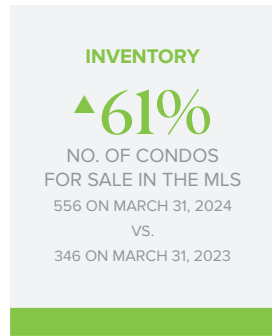 INVENTORY
▲61%
NO. OF CONDOS
FOR SALE IN THE MLS
556 ON MARCH 31, 2024
VS.
346 ON MARCH 31, 2023